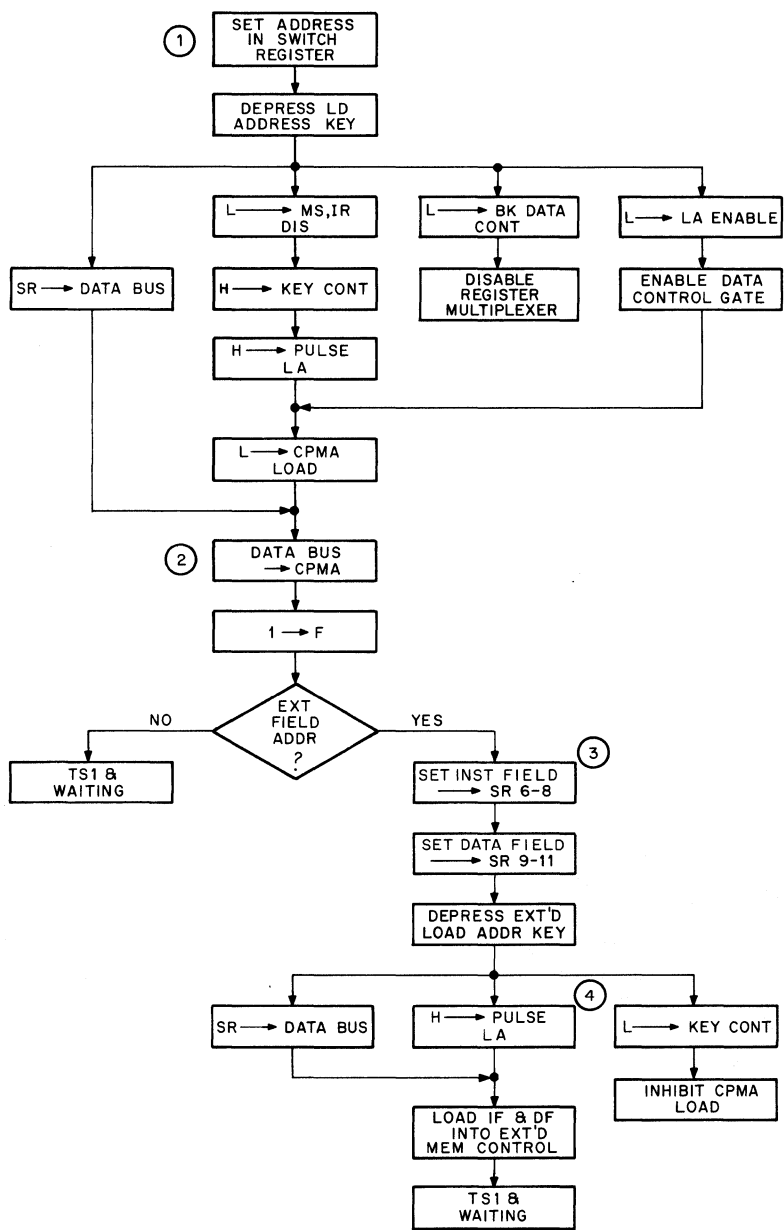 1
SET ADDRESS
IN SWITCH
REGISTER
DEPRESS LD
ADDRESS KEY
L → MS,IR
DIS
L → BK DATA
CONT
L → LA ENABLE
SR → DATA BUS
H → KEY CONT
DISABLE
REGISTER
MULTIPLEXER
ENABLE DATA
CONTROL GATE
H → PULSE
LA
L → CPMA
LOAD
2
DATA BUS
→ CPMA
1 → F
EXT
FIELD
ADDR
?
NO
YES
TS1 &
WAITING
3
SET INST FIELD
→ SR 6-8
SET DATA FIELD
→ SR 9-11
DEPRESS EXT'D
LOAD ADDR KEY
4
SR → DATA BUS
H → PULSE
LA
L → KEY CONT
INHIBIT CPMA
LOAD
LOAD IF & DF
INTO EXT'D
MEM CONTROL
TS1 &
WAITING